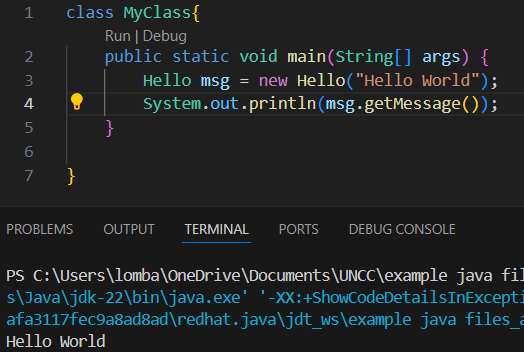 1 class MyClass{
Run | Debug
2 public static void main(String[] args) {
3 Hello msg = new Hello("Hello World");
4 System.out.println(msg.getMessage());
5 }
6
7 }
PROBLEMS OUTPUT TERMINAL PORTS DEBUG CONSOLE
PS C:\Users\lomba\OneDrive\Documents\UNCC\example java fil
s\Java\jdk-22\bin\java.exe' '-XX:+ShowCodeDetailsInExcepti
afa3117fec9a8ad8ad\redhat.java\jdt_ws\example java files_a
Hello World